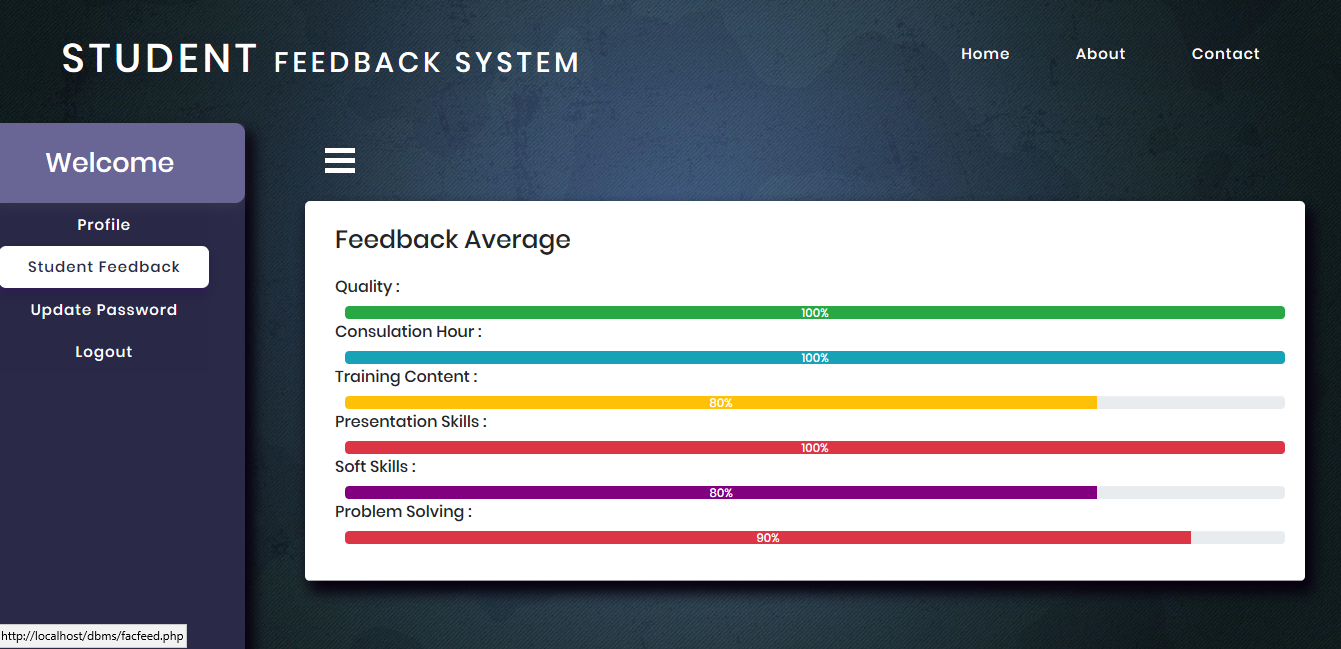 STUDENT FEEDBACK SYSTEM
Home About Contact
Welcome
Profile
Student Feedback
Update Password
Logout
Feedback Average
Quality :
100%
Consulation Hour :
100%
Training Content :
80%
Presentation Skills :
100%
Soft Skills :
80%
Problem Solving :
90%
http://localhost/dbms/facfeed.php